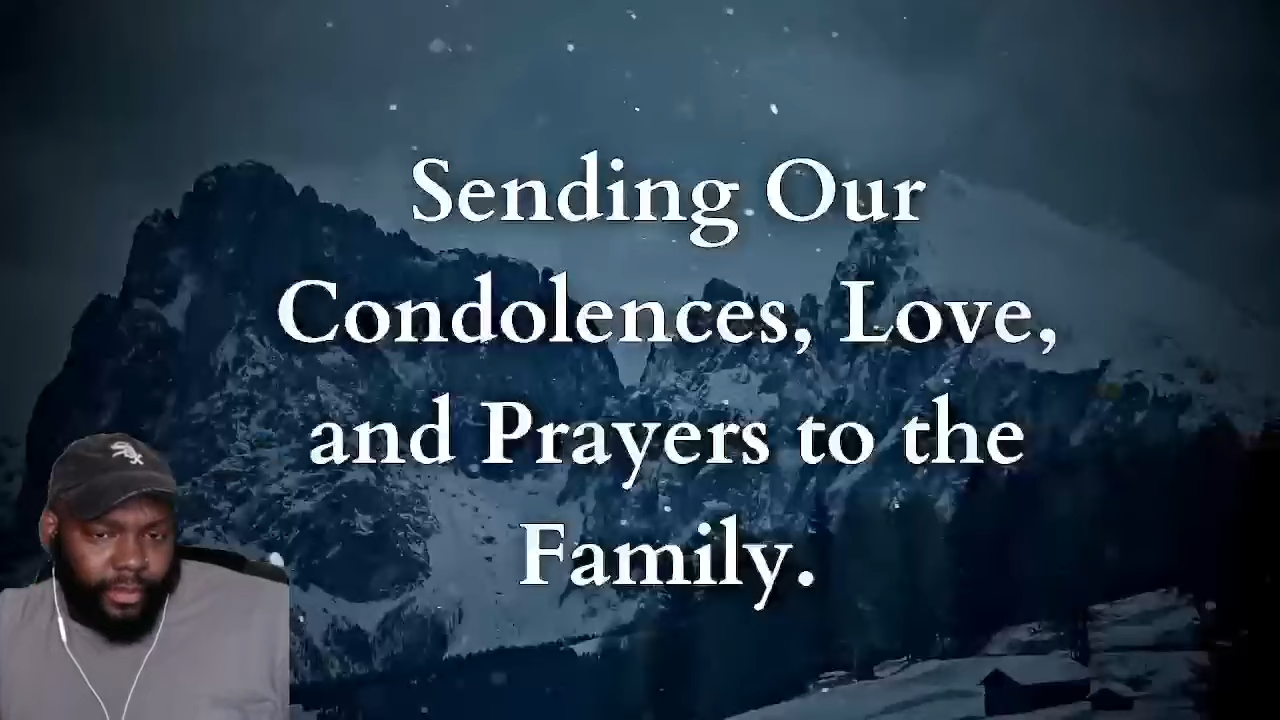 Sending Our
Condolences, Love,
and Prayers to the
Family.